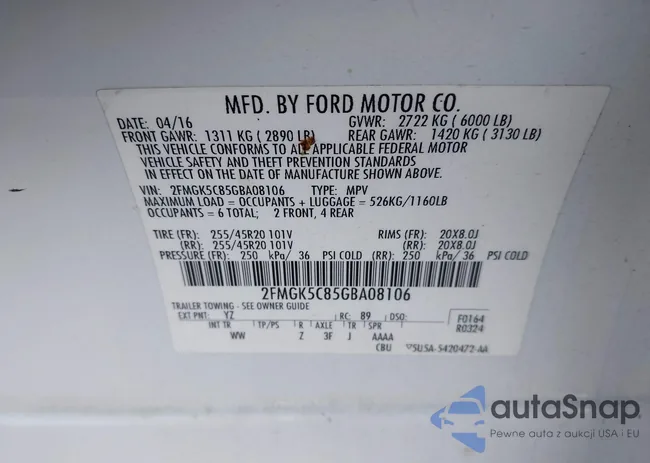 MFD. BY FORD MOTOR CO.
DATE: 04/16 GVWR: 2722 KG ( 6000 LB)
FRONT GAWR: 1311 KG ( 2890 LB) REAR GAWR: 1420 KG ( 3130 LB)
THIS VEHICLE CONFORMS TO ALL APPLICABLE FEDERAL MOTOR
VEHICLE SAFETY AND THEFT PREVENTION STANDARDS
IN EFFECT ON THE DATE OF MANUFACTURE SHOWN ABOVE.
VIN: 2FMGK5C85GBA08106 TYPE: MPV
MAXIMUM LOAD = OCCUPANTS + LUGGAGE = 526KG/1160LB
OCCUPANTS = 6 TOTAL; 2 FRONT, 4 REAR
TIRE (FR): 255/45R20 101V RIMS (FR): 20X8.0J
(RR): 255/45R20 101V (RR): 20X8.0J
PRESSURE (FR): 250 kPa/ 36 PSI COLD (RR): 250 kPa/ 36 PSI COLD
2FMGK5C85GBA08106
TRAILER TOWING - SEE OWNER GUIDE
EXT PNT: YZ RC: 89 DSO: F0164
R0324
INT TR TP/PS R AXLE TR SPR
WW Z 3F J AAAA
CBU 5U5A-5420472-AA
autaSnap
Pewne auta z aukcji USA i EU